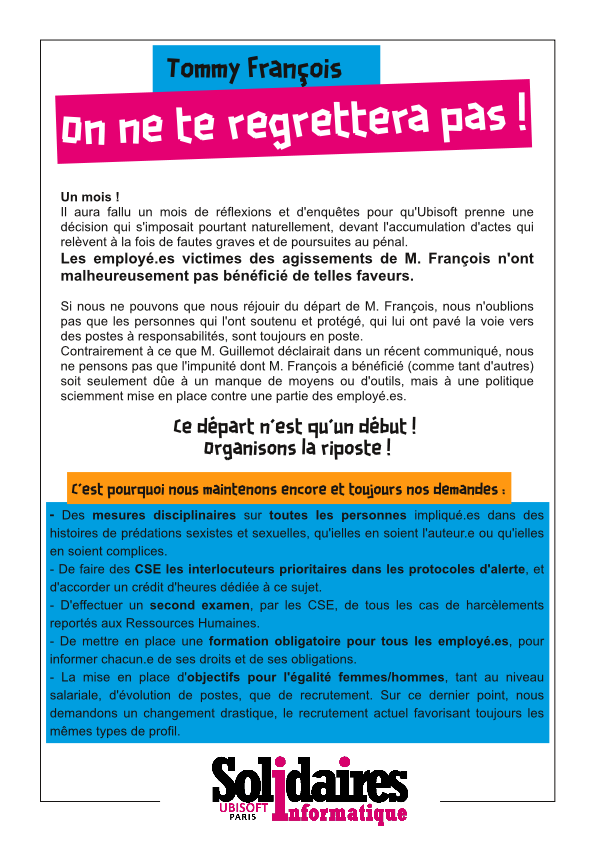 Tommy François
On ne te regrettera pas !
Un mois !
Il aura fallu un mois de réflexions et d'enquêtes pour qu'Ubisoft prenne une
décision qui s'imposait pourtant naturellement, devant l'accumulation d'actes qui
relèvent à la fois de fautes graves et de poursuites au pénal.
Les employé.es victimes des agissements de M. François n'ont
malheureusement pas bénéficié de telles faveurs.
Si nous ne pouvons que nous réjouir du départ de M. François, nous n'oublions
pas que les personnes qui l'ont soutenu et protégé, qui lui ont pavé la voie vers
des postes à responsabilités, sont toujours en poste.
Contrairement à ce que M. Guillemot déclairait dans un récent communiqué, nous
ne pensons pas que l'impunité dont M. François a bénéficié (comme tant d'autres)
soit seulement dûe à un manque de moyens ou d'outils, mais à une politique
sciemment mise en place contre une partie des employé.es.
Ce départ n'est qu'un début !
Organisons la riposte !
C'est pourquoi nous maintenons encore et toujours nos demandes :
- Des mesures disciplinaires sur toutes les personnes impliqué.es dans des
histoires de prédations sexistes et sexuelles, qu'ielles en soient l'auteur.e ou qu'ielles
en soient complices.
- De faire des CSE les interlocuteurs prioritaires dans les protocoles d'alerte, et
d'accorder un crédit d'heures dédiée à ce sujet.
- D'effectuer un second examen, par les CSE, de tous les cas de harcèlements
reportés aux Ressources Humaines.
- De mettre en place une formation obligatoire pour tous les employé.es, pour
informer chacun.e de ses droits et de ses obligations.
- La mise en place d'objectifs pour l'égalité femmes/hommes, tant au niveau
salariale, d'évolution de postes, que de recrutement. Sur ce dernier point, nous
demandons un changement drastique, le recrutement actuel favorisant toujours les
mêmes types de profil.
Solidaires
UBISOFT
PARIS
Informatique